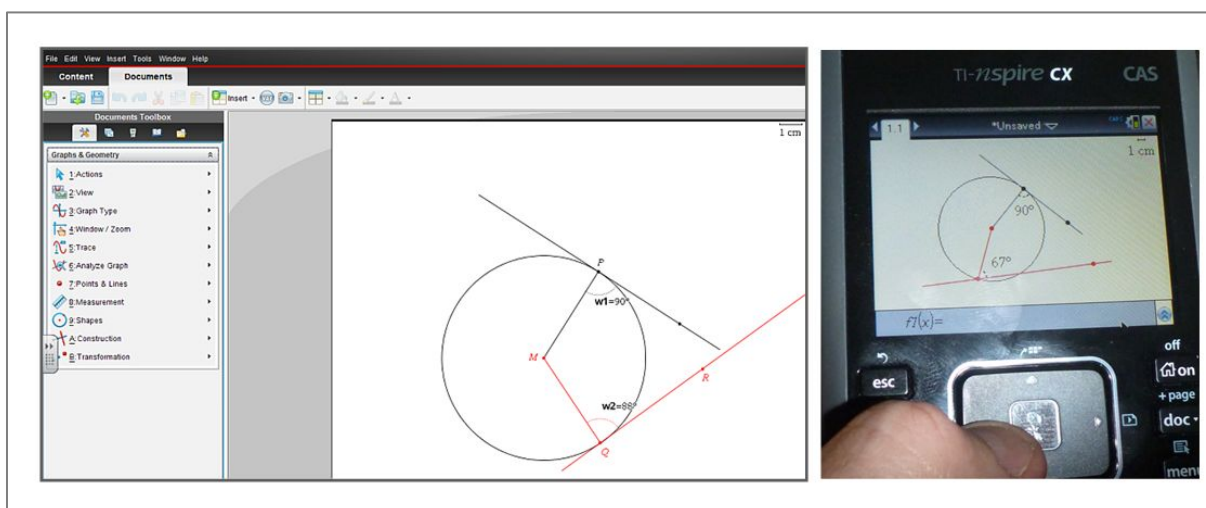 File Edit View Insert Tools Window Help
Content Documents
Insert
Documents Toolbox
Graphs & Geometry
1:Actions
2:View
3:Graph Type
4:Window / Zoom
5:Trace
6:Analyze Graph
7:Points & Lines
8:Measurement
9:Shapes
A:Construction
B:Transformation
1 cm
P
w1=90°
M
R
w2=88°
Q
TI-nspire CX CAS
1.1 *Unsaved
1 cm
90°
67°
f1(x)=
esc
off
on
+page
doc
menu